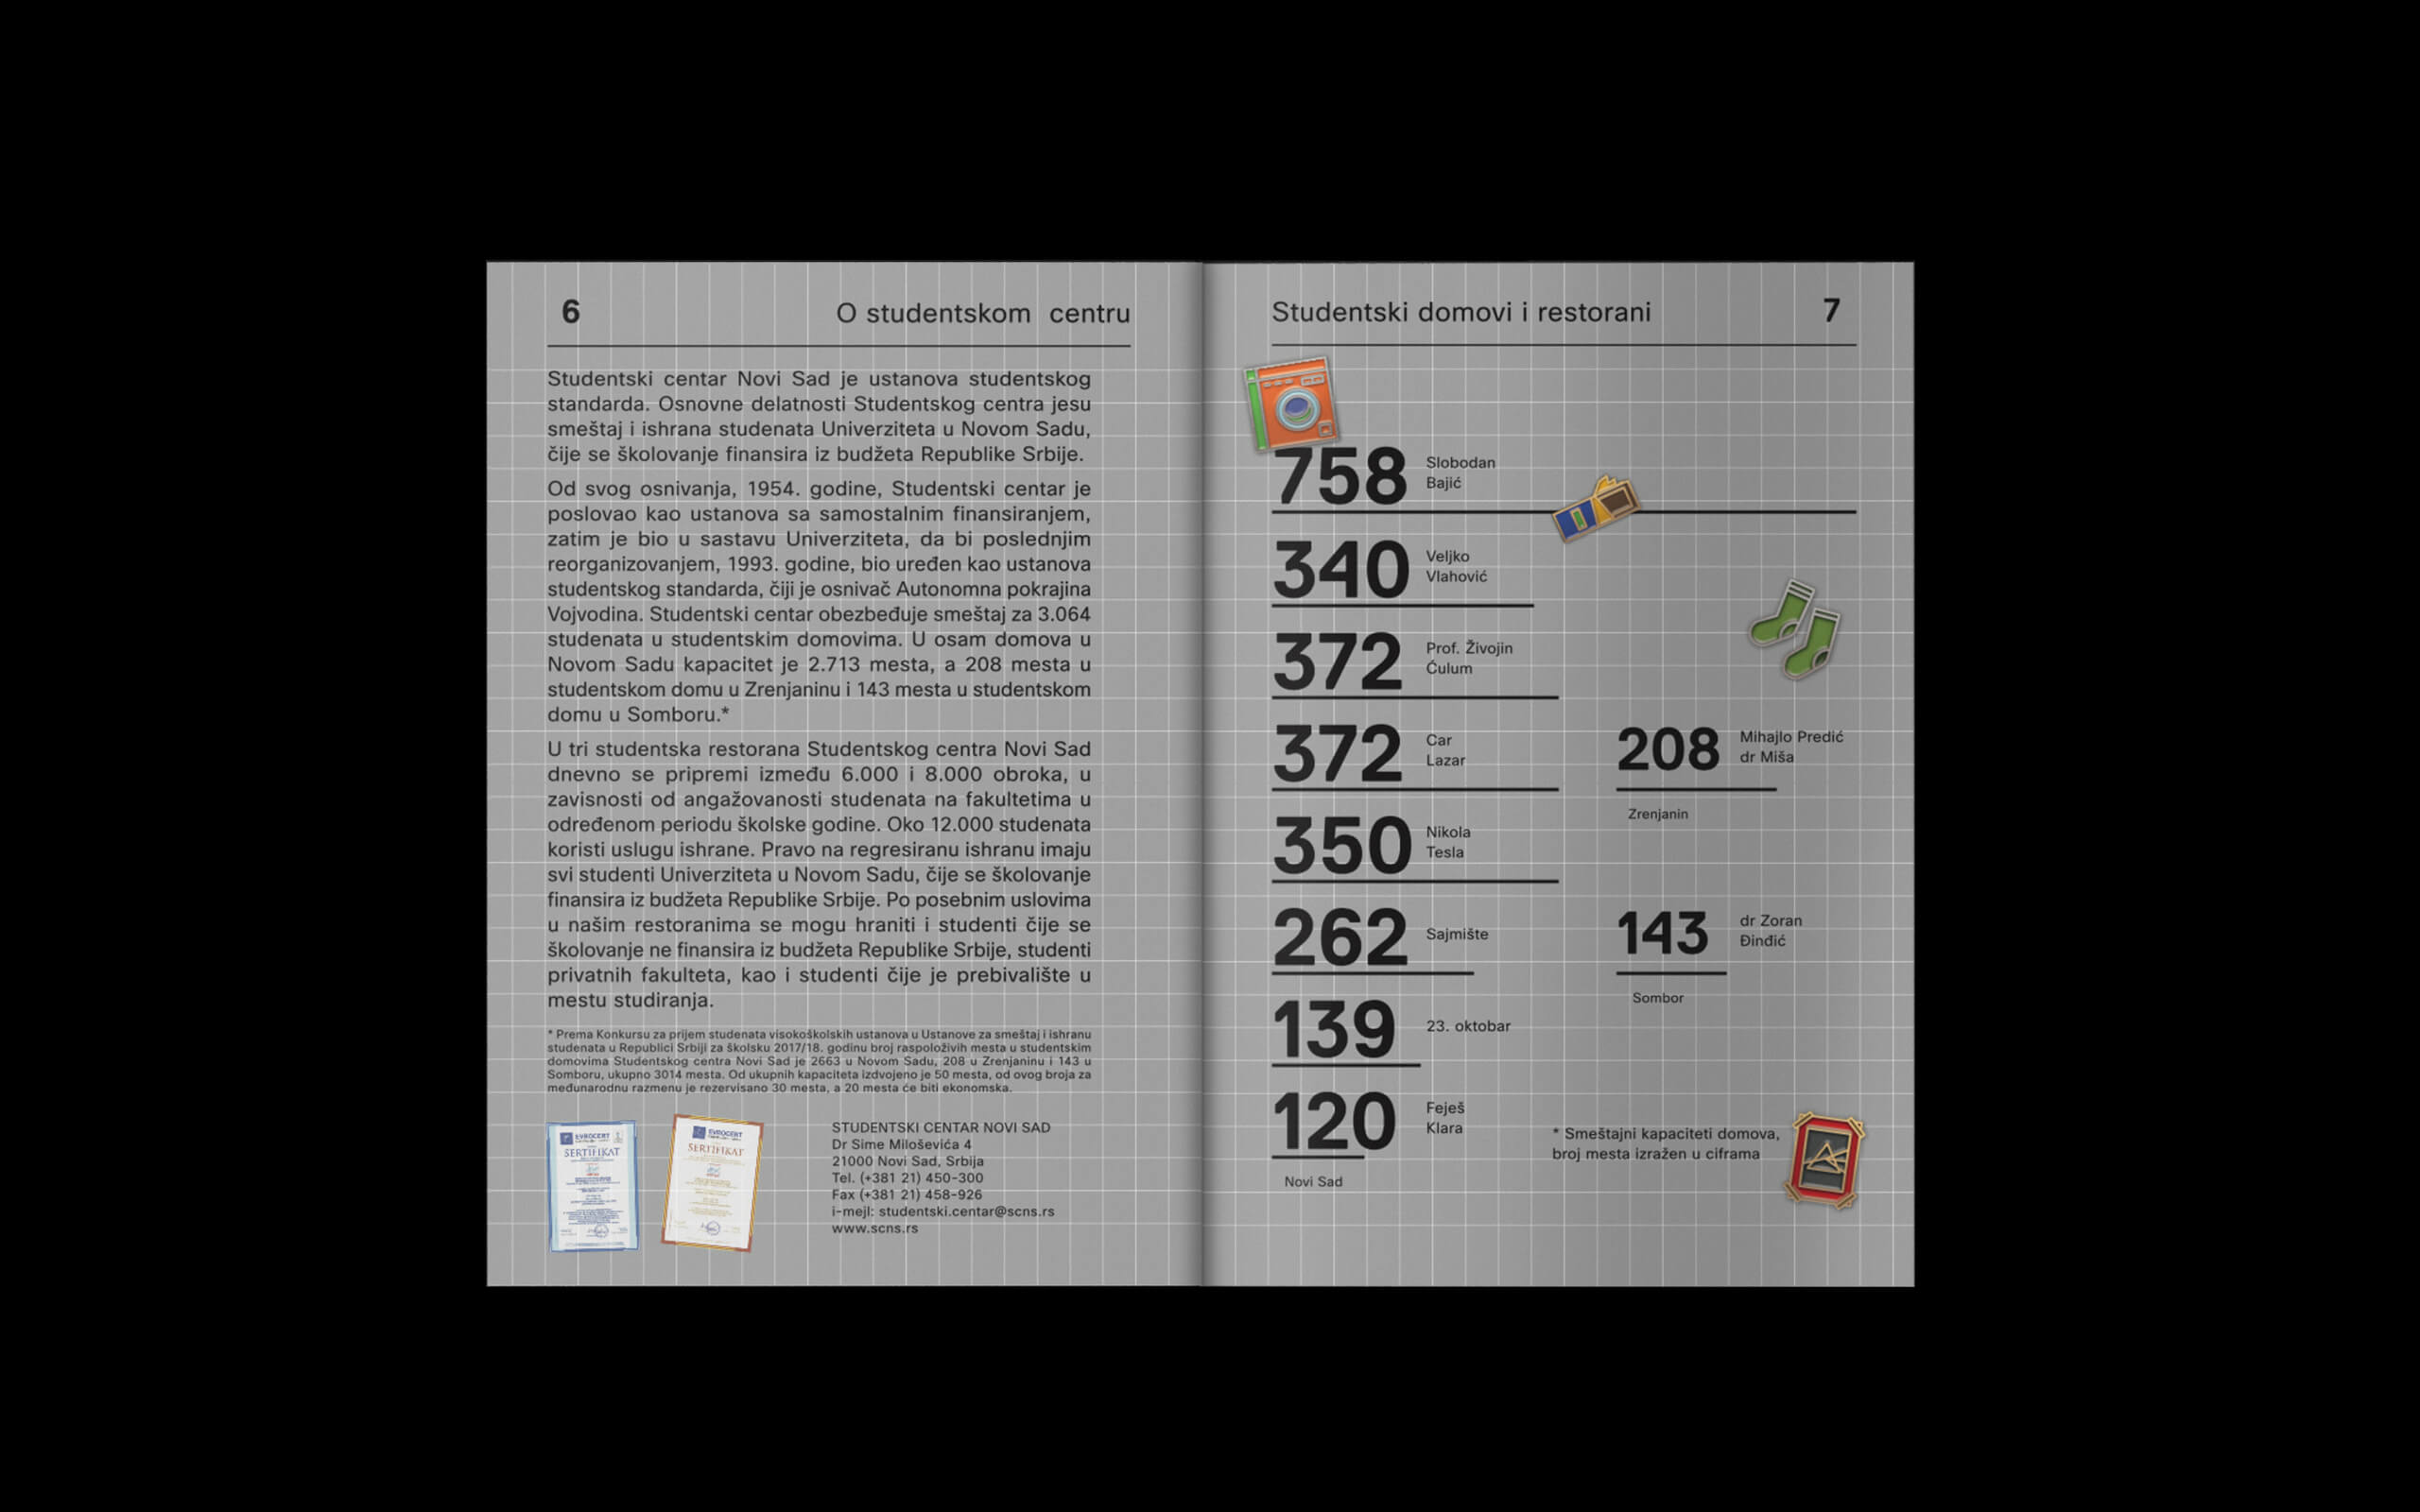 6
O studentskom centru
Studentski centar Novi Sad je ustanova studentskog
standarda. Osnovne delatnosti Studentskog centra jesu
smeštaj i ishrana studenata Univerziteta u Novom Sadu,
čije se školovanje finansira iz budžeta Republike Srbije.
Od svog osnivanja, 1954. godine, Studentski centar je
poslovao kao ustanova sa samostalnim finansiranjem,
zatim je bio u sastavu Univerziteta, da bi poslednjim
reorganizovanjem, 1993. godine, bio uređen kao ustanova
studentskog standarda, čiji je osnivač Autonomna pokrajina
Vojvodina. Studentski centar obezbeđuje smeštaj za 3.064
studenata u studentskim domovima. U osam domova u
Novom Sadu kapacitet je 2.713 mesta, a 208 mesta u
studentskom domu u Zrenjaninu i 143 mesta u studentskom
domu u Somboru.*
U tri studentska restorana Studentskog centra Novi Sad
dnevno se pripremi između 6.000 i 8.000 obroka, u
zavisnosti od angažovanosti studenata na fakultetima u
određenom periodu školske godine. Oko 12.000 studenata
koristi uslugu ishrane. Pravo na regresiranu ishranu imaju
svi studenti Univerziteta u Novom Sadu, čije se školovanje
finansira iz budžeta Republike Srbije. Po posebnim uslovima
u našim restoranima se mogu hraniti i studenti čije se
školovanje ne finansira iz budžeta Republike Srbije, studenti
privatnih fakulteta, kao i studenti čije je prebivalište u
mestu studiranja.
* Prema Konkursu za prijem studenata visokoškolskih ustanova u Ustanove za smeštaj i ishranu
studenata u Republici Srbiji za školsku 2017/18. godinu broj raspoloživih mesta u studentskim
domovima Studentskog centra Novi Sad je 2663 u Novom Sadu, 208 u Zrenjaninu i 143 u
Somboru, ukupno 3014 mesta. Od ukupnih kapaciteta izdvojeno je 50 mesta, od ovog broja za
međunarodnu razmenu je rezervisano 30 mesta, a 20 mesta će biti ekonomska.
EVROCERT
SERTIFIKAT
EVROCERT
SERTIFIKAT
STUDENTSKI CENTAR NOVI SAD
Dr Sime Miloševića 4
21000 Novi Sad, Srbija
Tel. (+381 21) 450-300
Fax (+381 21) 458-926
i-mejl: studentski.centar@scns.rs
www.scns.rs
Studentski domovi i restorani
7
758
Slobodan
Bajić
340
Veljko
Vlahović
372
Prof. Živojin
Ćulum
372
Car
Lazar
350
Nikola
Tesla
262
Sajmište
139
23. oktobar
120
Feješ
Klara
Novi Sad
208
Mihajlo Predić
dr Miša
Zrenjanin
143
dr Zoran
Đinđić
Sombor
* Smeštajni kapaciteti domova,
broj mesta izražen u ciframa